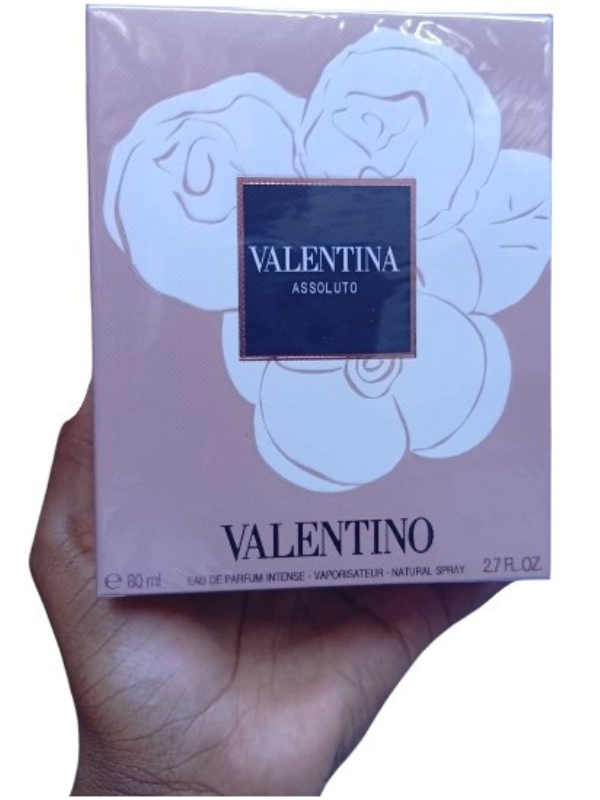 VALENTINA
ASSOLUTO
VALENTINO
℮ 80 ml EAU DE PARFUM INTENSE - VAPORISATEUR - NATURAL SPRAY 2.7 FL.OZ.